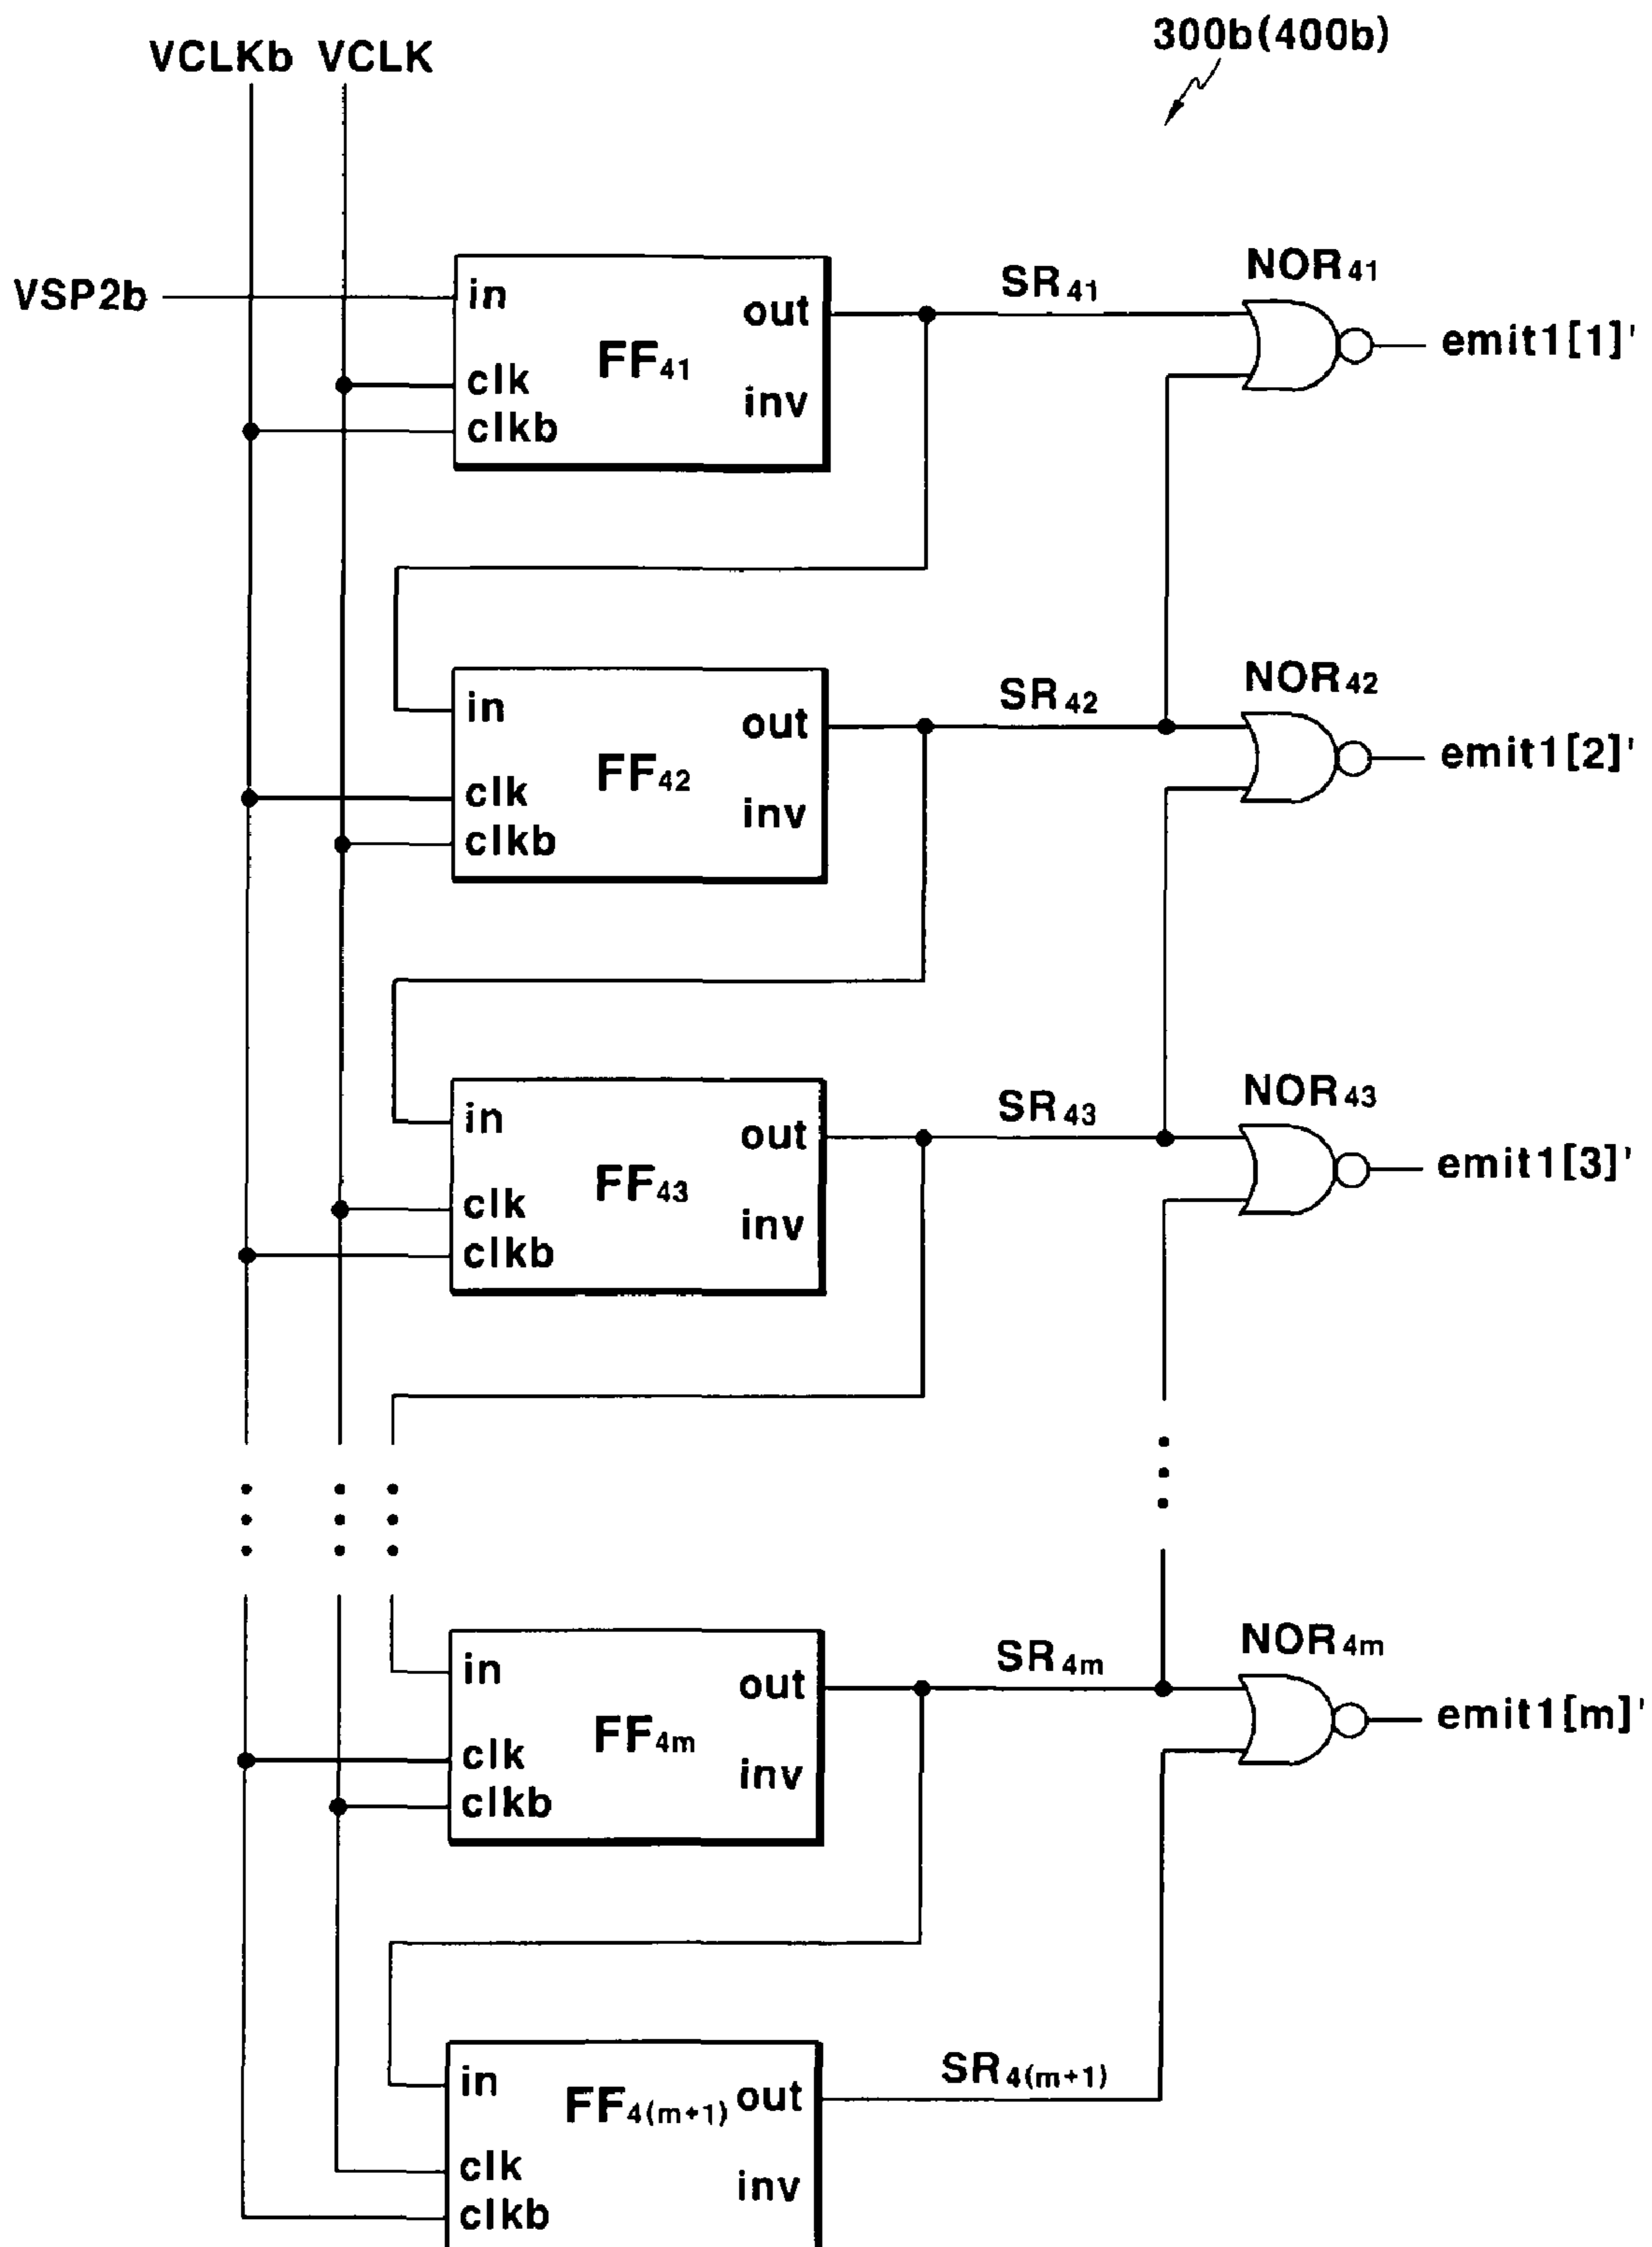 300b(400b)
VCLKb VCLK
VSP2b
in
out
FF41
clk
clkb
inv
SR41
NOR41
emit1[1]'
in
out
FF42
clk
clkb
inv
SR42
NOR42
emit1[2]'
in
out
FF43
clk
clkb
inv
SR43
NOR43
emit1[3]'
in
out
FF4m
clk
clkb
inv
SR4m
NOR4m
emit1[m]'
in
FF4(m+1)
out
clk
clkb
inv
SR4(m+1)